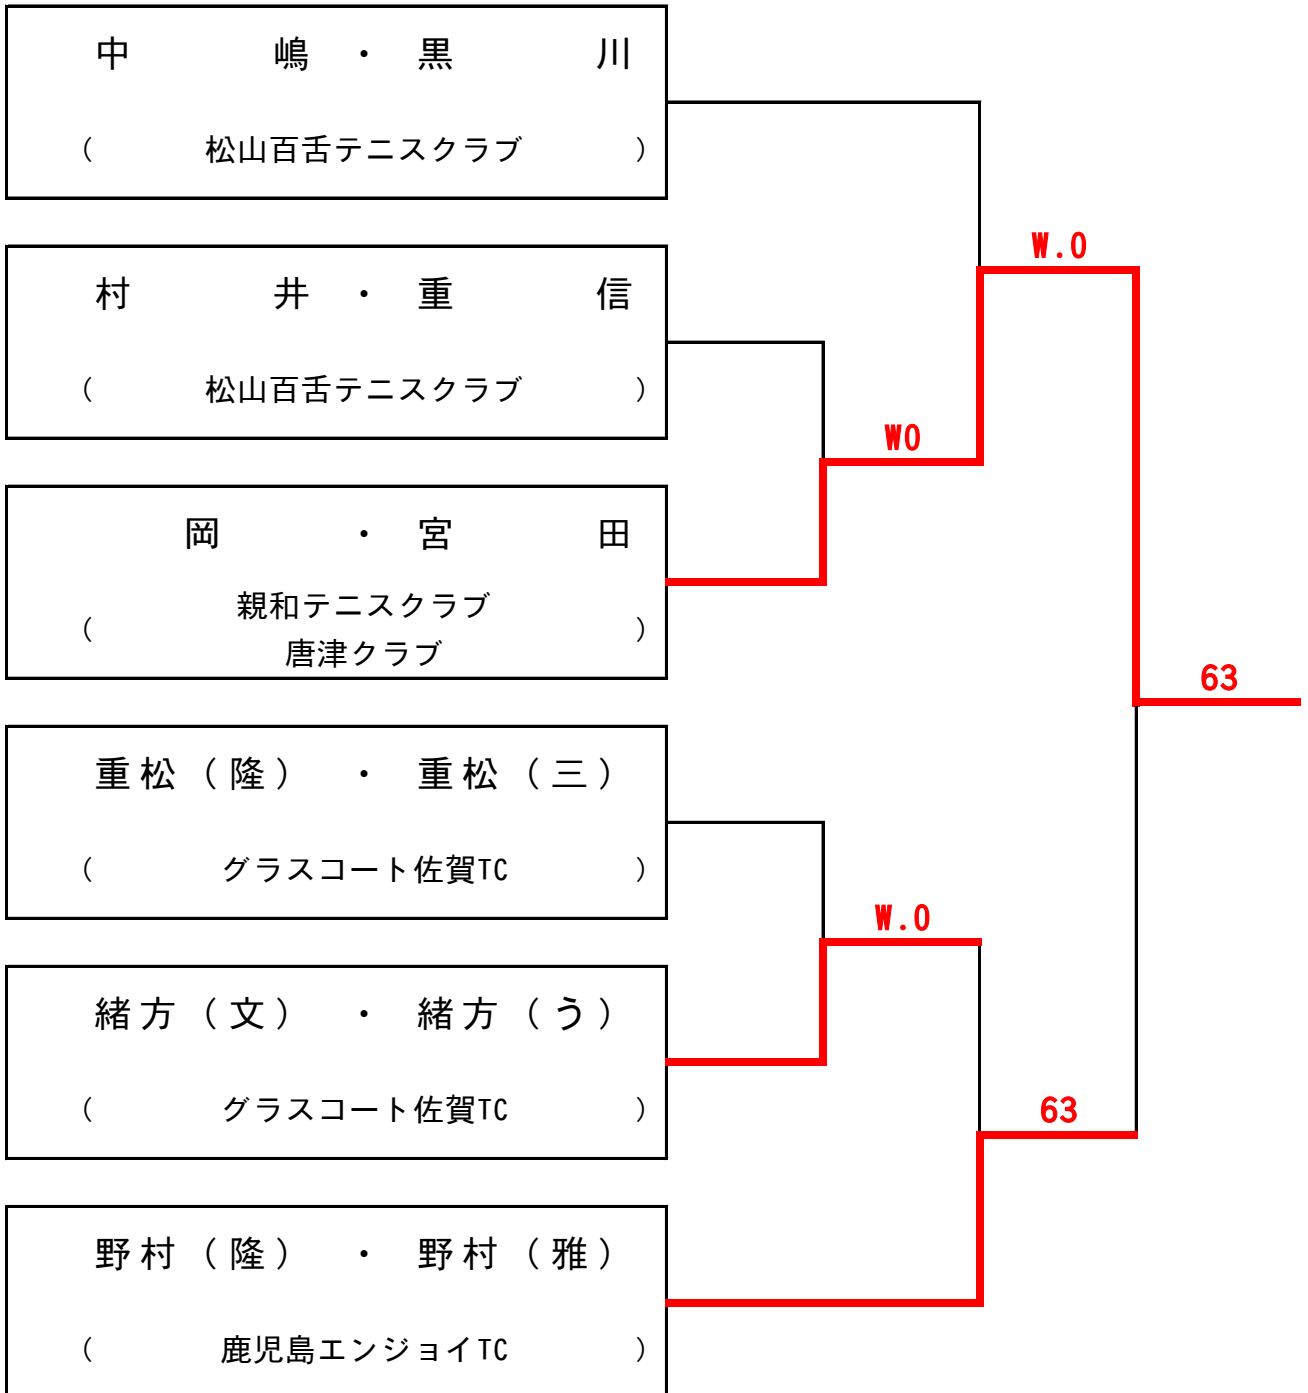 中嶋・黒川
（松山百舌テニスクラブ）
W.0
村井・重信
（松山百舌テニスクラブ）
W0
岡・宮田
（親和テニスクラブ
唐津クラブ）
63
重松（隆）・重松（三）
（グラスコート佐賀TC）
W.0
緒方（文）・緒方（う）
（グラスコート佐賀TC）
63
野村（隆）・野村（雅）
（鹿児島エンジョイTC）